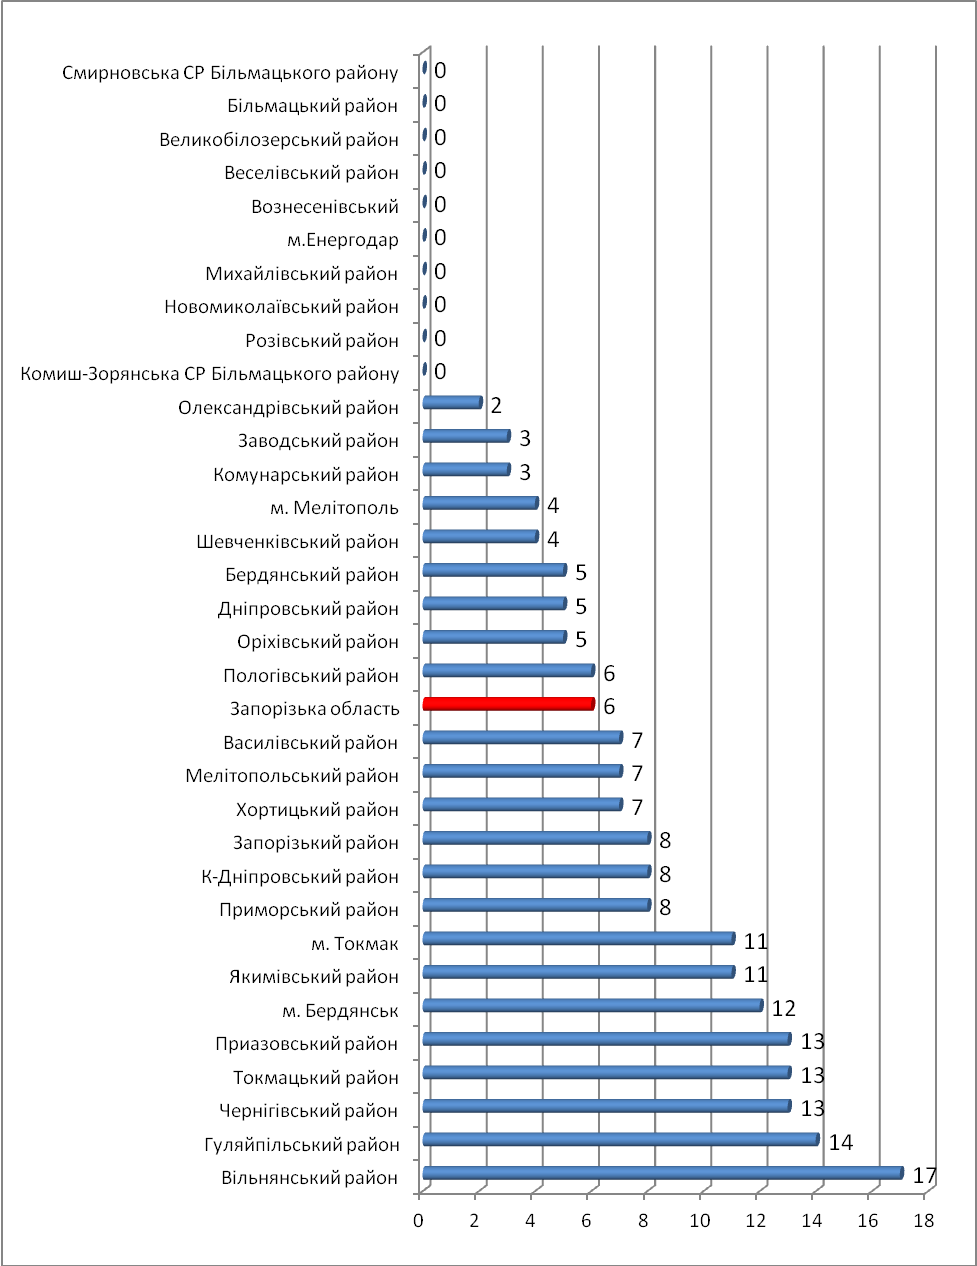 Смирновська СР Більмацького району 0
Більмацький район 0
Великобілозерський район 0
Веселівський район 0
Вознесенівський 0
м.Енергодар 0
Михайлівський район 0
Новомиколаївський район 0
Розівський район 0
Комиш-Зорянська СР Більмацького району 0
Олександрівський район 2
Заводський район 3
Комунарський район 3
м. Мелітополь 4
Шевченківський район 4
Бердянський район 5
Дніпровський район 5
Оріхівський район 5
Пологівський район 6
Запорізька область 6
Василівський район 7
Мелітопольський район 7
Хортицький район 7
Запорізький район 8
К-Дніпровський район 8
Приморський район 8
м. Токмак 11
Якимівський район 11
м. Бердянськ 12
Приазовський район 13
Токмацький район 13
Чернігівський район 13
Гуляйпільський район 14
Вільнянський район 17
0 2 4 6 8 10 12 14 16 18